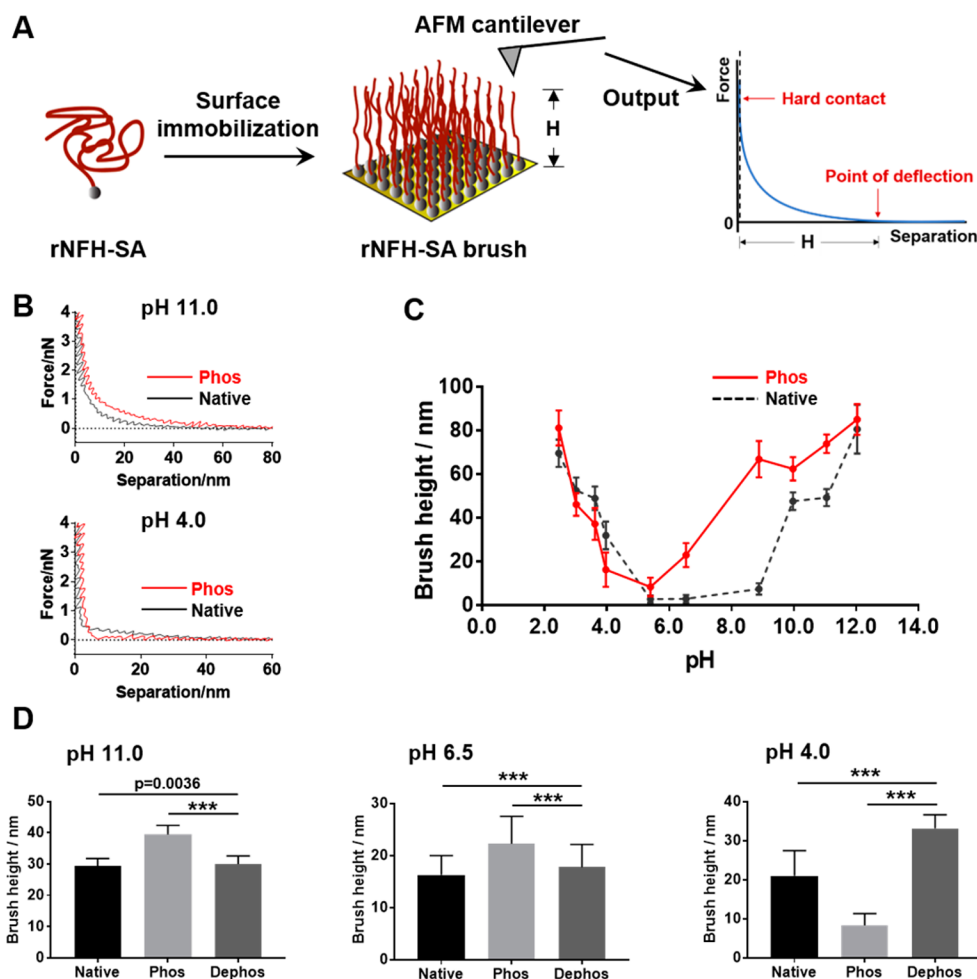 A
AFM cantilever
Surface
immobilization
H
Output
Force
Hard contact
Point of deflection
0
H
Separation
rNFH-SA
rNFH-SA brush
B
pH 11.0
Force/nN
4
3
2
1
0
Phos
Native
0 20 40 60 80
Separation/nm
pH 4.0
Force/nN
4
3
2
1
0
Phos
Native
0 20 40 60
Separation/nm
C
Phos
Native
Brush height / nm
100
80
60
40
20
0
0.0 2.0 4.0 6.0 8.0 10.0 12.0 14.0
pH
D
pH 11.0
p=0.0036
***
Brush height / nm
50
40
30
20
10
0
Native Phos Dephos
pH 6.5
***
***
Brush height / nm
30
20
10
0
Native Phos Dephos
pH 4.0
***
***
Brush height / nm
40
30
20
10
0
Native Phos Dephos